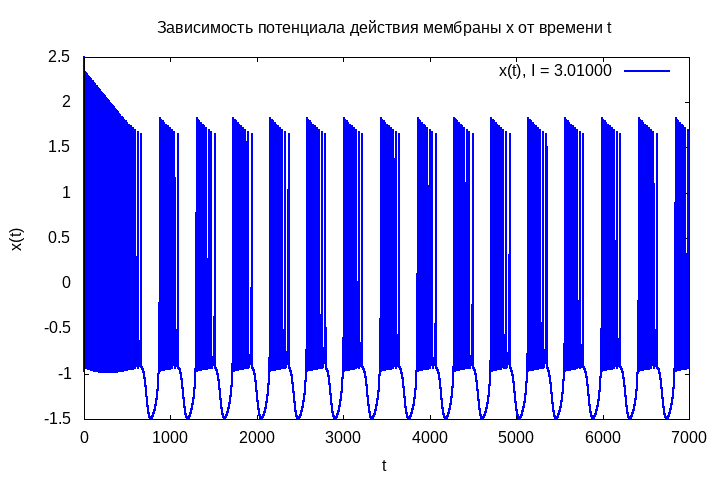 Зависимость потенциала действия мембраны x от времени t
x(t), I = 3.01000
2.5
2
1.5
1
0.5
0
-0.5
-1
-1.5
x(t)
0 1000 2000 3000 4000 5000 6000 7000
t